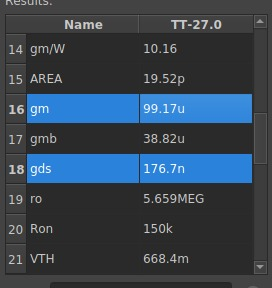 Results:
Name TT-27.0
14 gm/W 10.16
15 AREA 19.52p
16 gm 99.17u
17 gmb 38.82u
18 gds 176.7n
19 ro 5.659MEG
20 Ron 150k
21 VTH 668.4m